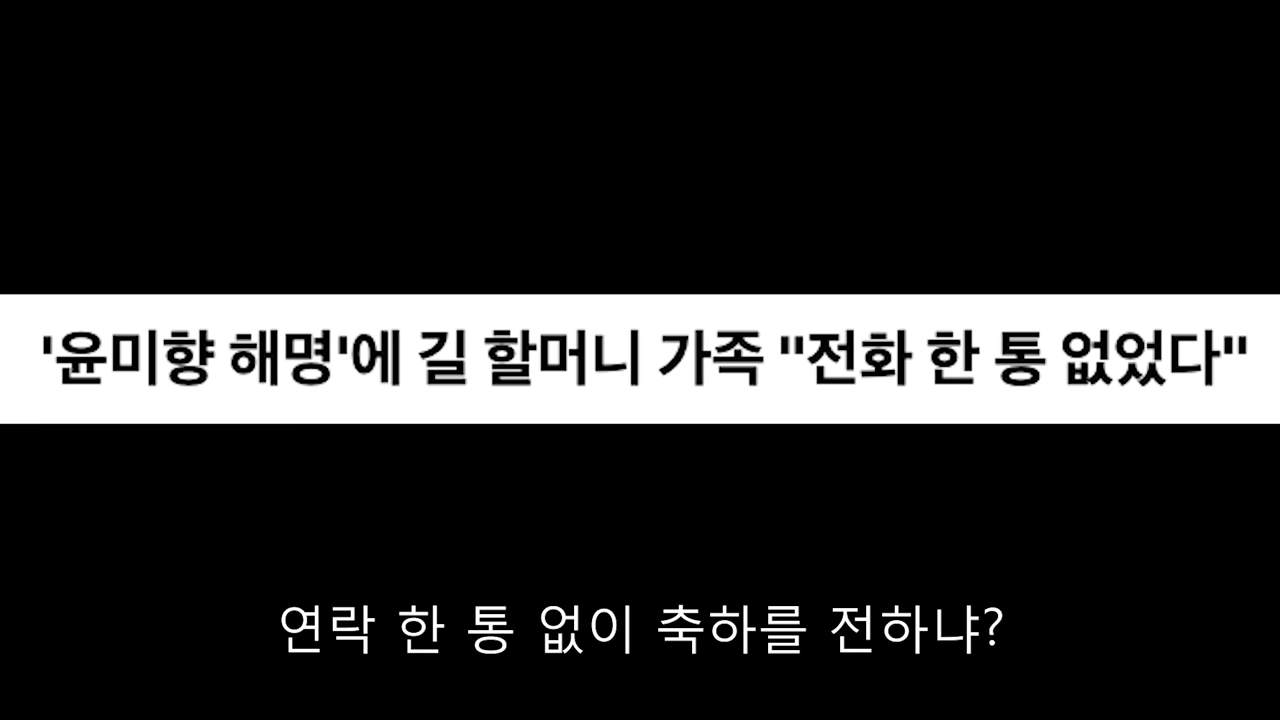 '윤미향 해명'에 길 할머니 가족 "전화 한 통 없었다"
연락 한 통 없이 축하를 전하냐?